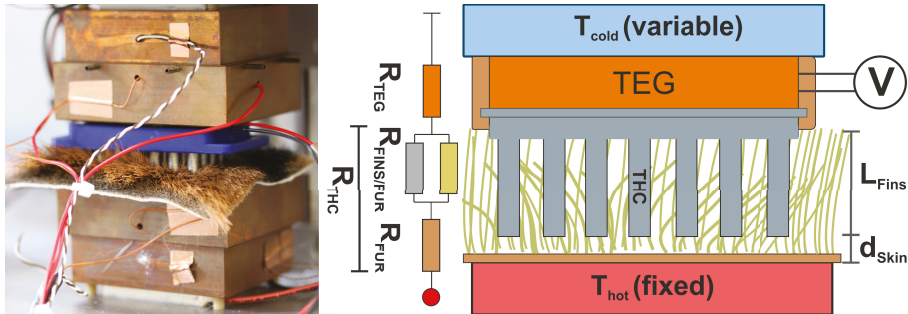 T_cold (variable)
TEG
V
R_TEG
R_FINS/FUR
R_THC
R_FUR
THC
L_Fins
d_Skin
T_hot (fixed)